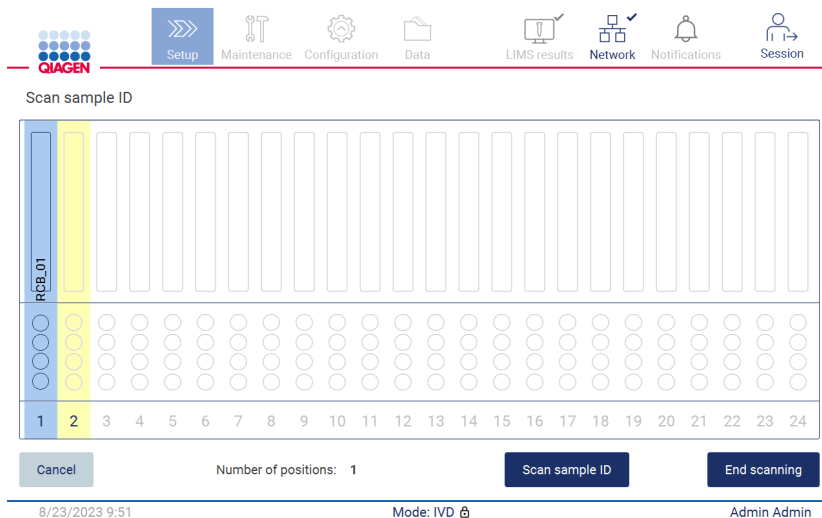 Setup Maintenance Configuration Data LIMS results Network Notifications Session
QIAGEN
Scan sample ID
RCB_01
1 2 3 4 5 6 7 8 9 10 11 12 13 14 15 16 17 18 19 20 21 22 23 24
Cancel Number of positions: 1 Scan sample ID End scanning
8/23/2023 9:51 Mode: IVD Admin Admin